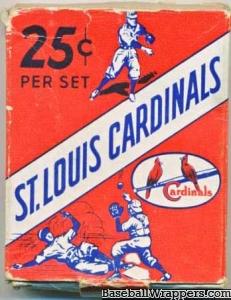 25¢
PER SET
ST. LOUIS CARDINALS
Cardinals
BaseballWrappers.com